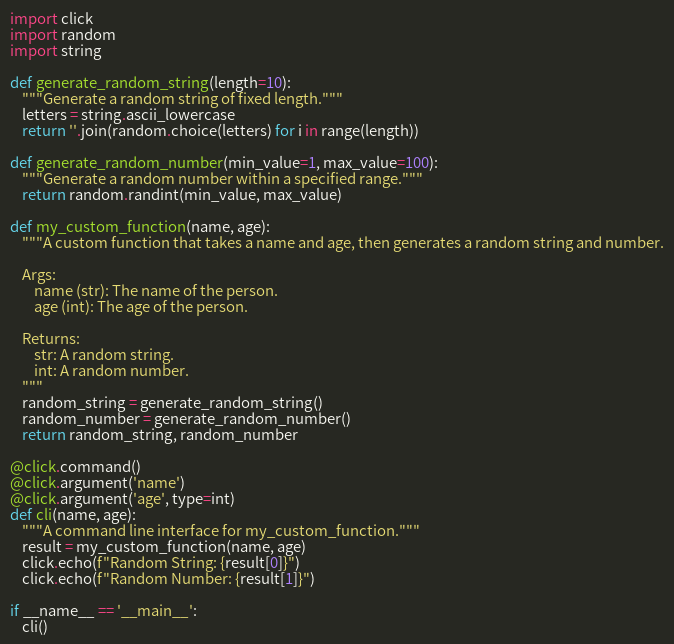 import click
import random
import string

def generate_random_string(length=10):
    """Generate a random string of fixed length."""
    letters = string.ascii_lowercase
    return ''.join(random.choice(letters) for i in range(length))

def generate_random_number(min_value=1, max_value=100):
    """Generate a random number within a specified range."""
    return random.randint(min_value, max_value)

def my_custom_function(name, age):
    """A custom function that takes a name and age, then generates a random string and number.

    Args:
        name (str): The name of the person.
        age (int): The age of the person.

    Returns:
        str: A random string.
        int: A random number.
    """
    random_string = generate_random_string()
    random_number = generate_random_number()
    return random_string, random_number

@click.command()
@click.argument('name')
@click.argument('age', type=int)
def cli(name, age):
    """A command line interface for my_custom_function."""
    result = my_custom_function(name, age)
    click.echo(f"Random String: {result[0]}")
    click.echo(f"Random Number: {result[1]}")

if __name__ == '__main__':
    cli()